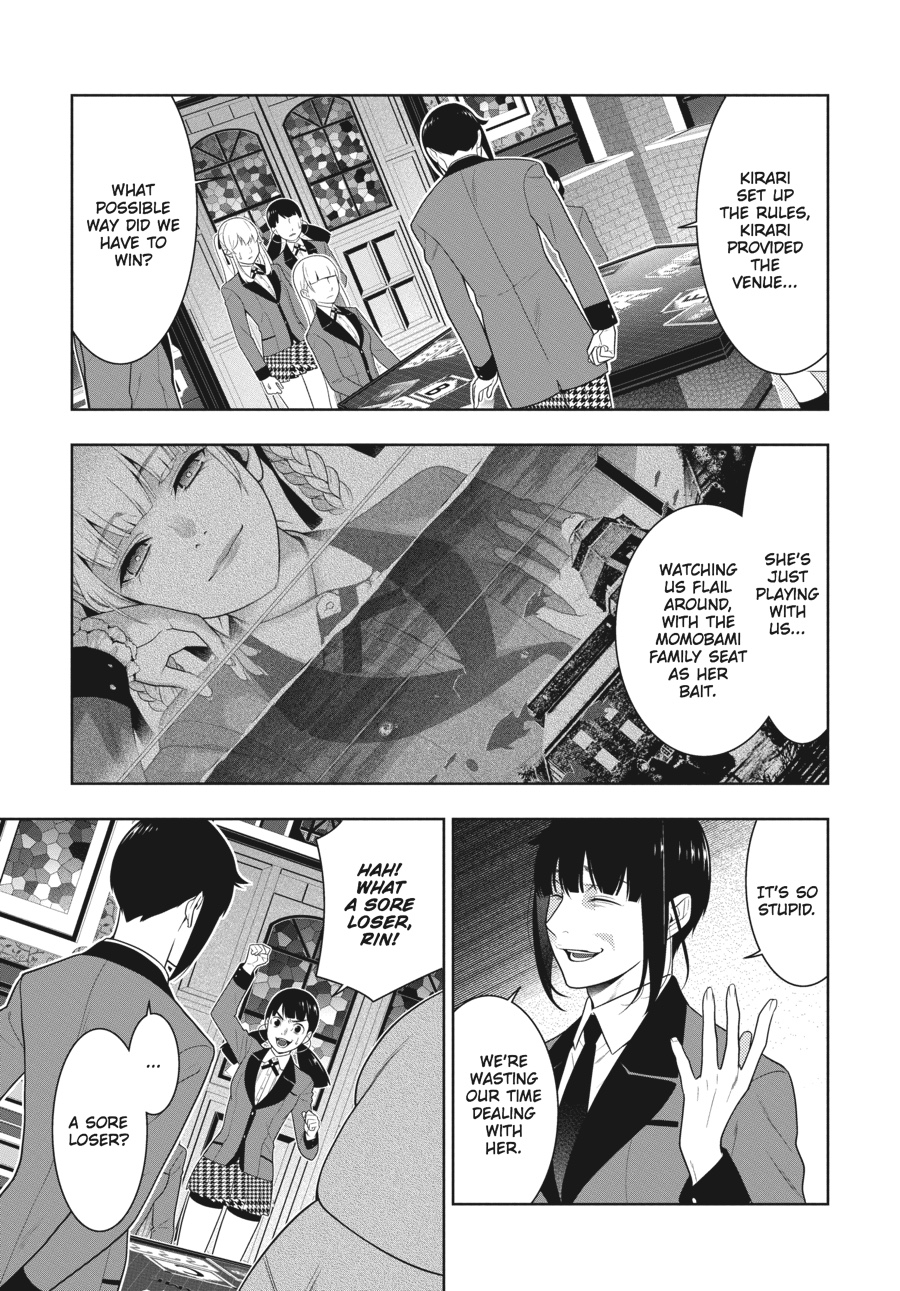 KIRARI
SET UP
THE RULES,
KIRARI
PROVIDED
THE
VENUE...
WHAT
POSSIBLE
WAY DID WE
HAVE TO
WIN?
SHE'S
JUST
PLAYING
WITH
US...
WATCHING
US FLAIL
AROUND,
WITH THE
MOMOBAMI
FAMILY SEAT
AS HER
BAIT.
IT'S SO
STUPID.
WE'RE
WASTING
OUR TIME
DEALING
WITH
HER.
HAH!
WHAT
A SORE
LOSER,
RIN!
...
A SORE
LOSER?